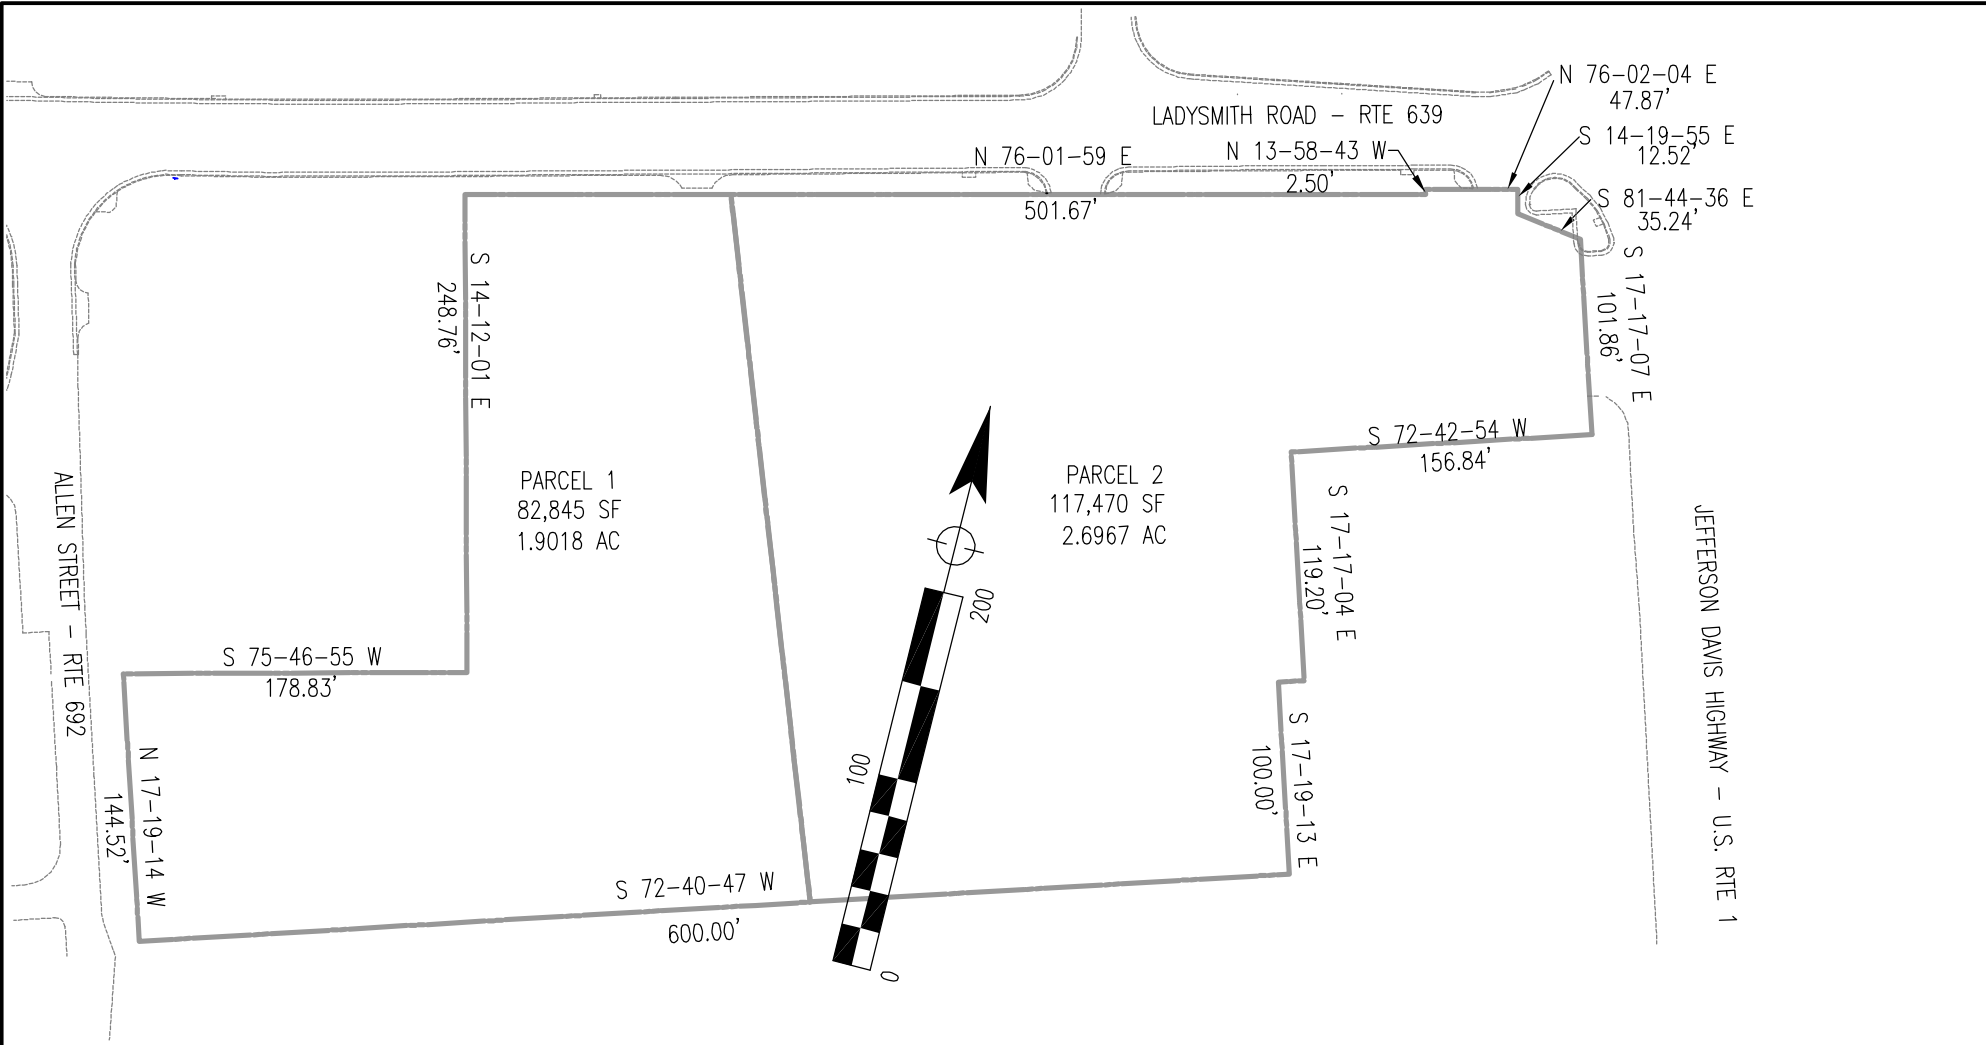 N 76-02-04 E
47.87'
LADYSMITH ROAD - RTE 639
S 14-19-55 E
12.52'
N 76-01-59 E
N 13-58-43 W
2.50'
501.67'
S 81-44-36 E
35.24'
S 17-17-07 E
101.86'
S 14-12-01 E
248.76'
S 72-42-54 W
156.84'
PARCEL 1
82,845 SF
1.9018 AC
PARCEL 2
117,470 SF
2.6967 AC
S 17-17-04 E
119.20'
ALLEN STREET - RTE 692
JEFFERSON DAVIS HIGHWAY - U.S. RTE 1
200
100
0
S 75-46-55 W
178.83'
N 17-19-14 W
144.52'
S 17-19-13 E
100.00'
S 72-40-47 W
600.00'